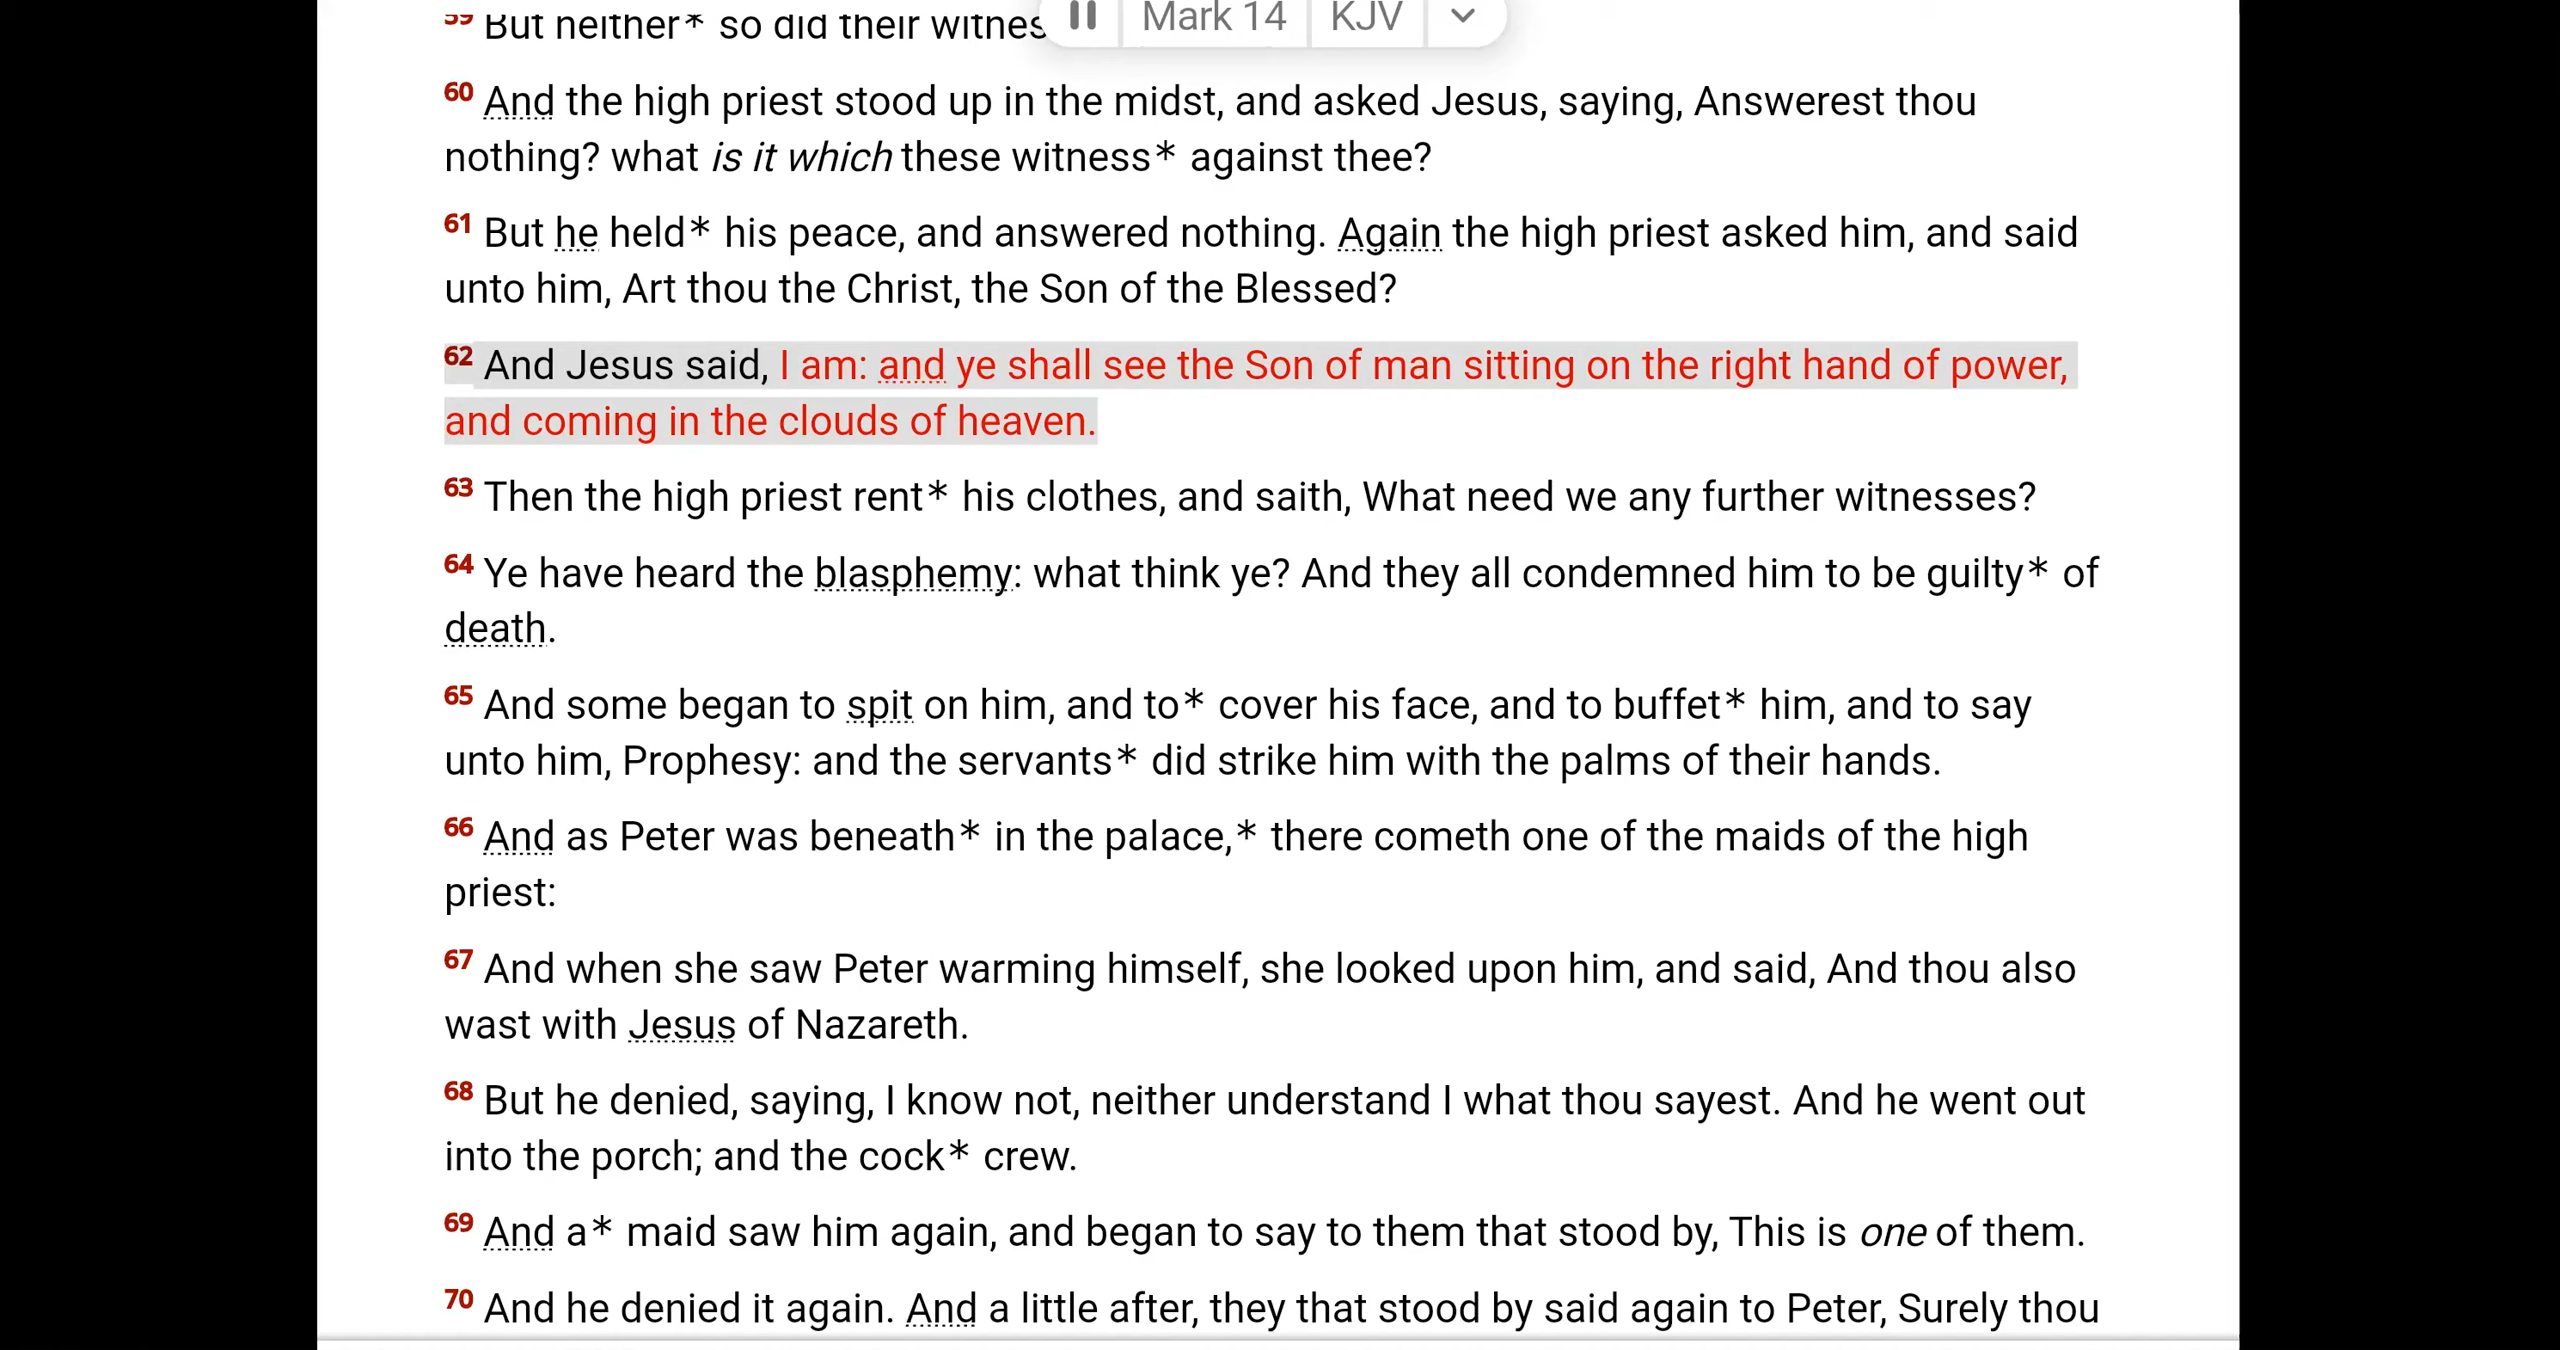 Mark 14 KJV
59 But neither* so did their witnes
60 And the high priest stood up in the midst, and asked Jesus, saying, Answerest thou
nothing? what is it which these witness* against thee?
61 But he held* his peace, and answered nothing. Again the high priest asked him, and said
unto him, Art thou the Christ, the Son of the Blessed?
62 And Jesus said, I am: and ye shall see the Son of man sitting on the right hand of power,
and coming in the clouds of heaven.
63 Then the high priest rent* his clothes, and saith, What need we any further witnesses?
64 Ye have heard the blasphemy: what think ye? And they all condemned him to be guilty* of
death.
65 And some began to spit on him, and to* cover his face, and to buffet* him, and to say
unto him, Prophesy: and the servants* did strike him with the palms of their hands.
66 And as Peter was beneath* in the palace,* there cometh one of the maids of the high
priest:
67 And when she saw Peter warming himself, she looked upon him, and said, And thou also
wast with Jesus of Nazareth.
68 But he denied, saying, I know not, neither understand I what thou sayest. And he went out
into the porch; and the cock* crew.
69 And a* maid saw him again, and began to say to them that stood by, This is one of them.
70 And he denied it again. And a little after, they that stood by said again to Peter, Surely thou